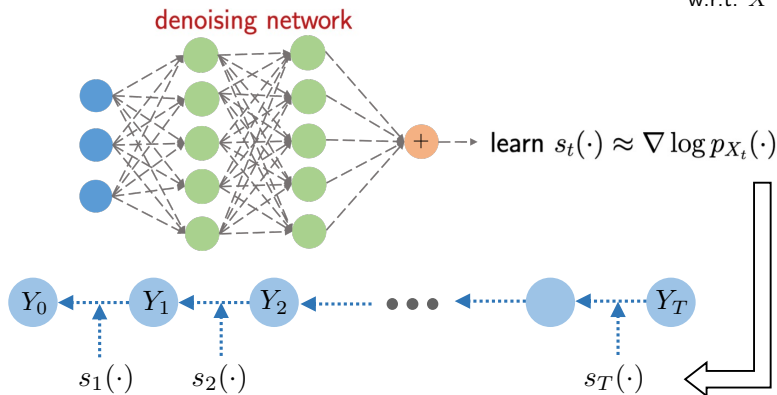 w.r.t. X
denoising network
+
learn s_t(·) ≈ ∇ log p_{X_t}(·)
Y_0 Y_1 Y_2 ••• Y_T
s_1(·) s_2(·) s_T(·)